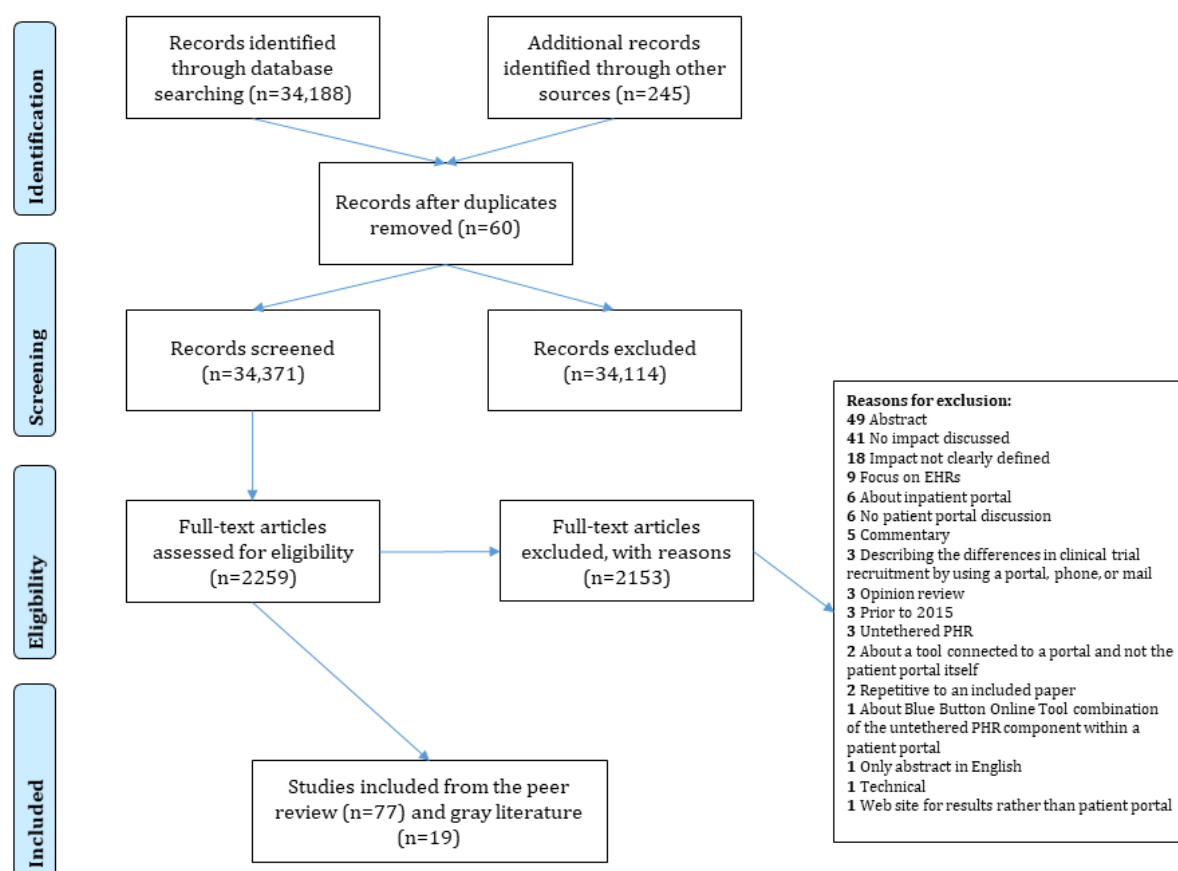 Identification
Records identified
through database
searching (n=34,188)
Additional records
identified through other
sources (n=245)
Records after duplicates
removed (n=60)
Screening
Records screened
(n=34,371)
Records excluded
(n=34,114)
Eligibility
Full-text articles
assessed for eligibility
(n=2259)
Full-text articles
excluded, with reasons
(n=2153)
Reasons for exclusion:
49 Abstract
41 No impact discussed
18 Impact not clearly defined
9 Focus on EHRs
6 About inpatient portal
6 No patient portal discussion
5 Commentary
3 Describing the differences in clinical trial
recruitment by using a portal, phone, or mail
3 Opinion review
3 Prior to 2015
3 Untethered PHR
2 About a tool connected to a portal and not the
patient portal itself
2 Repetitive to an included paper
1 About Blue Button Online Tool combination
of the untethered PHR component within a
patient portal
1 Only abstract in English
1 Technical
1 Web site for results rather than patient portal
Included
Studies included from the peer
review (n=77) and gray literature
(n=19)